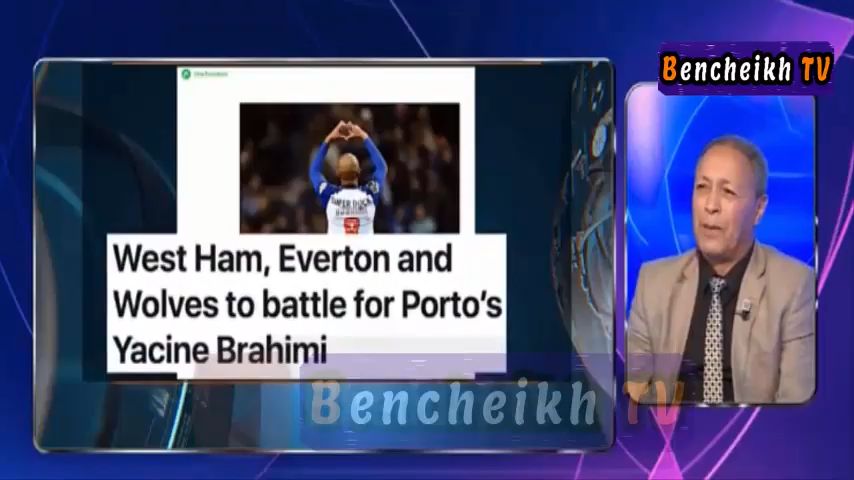 Bencheikh TV
West Ham, Everton and
Wolves to battle for Porto's
Yacine Brahimi
Bencheikh TV